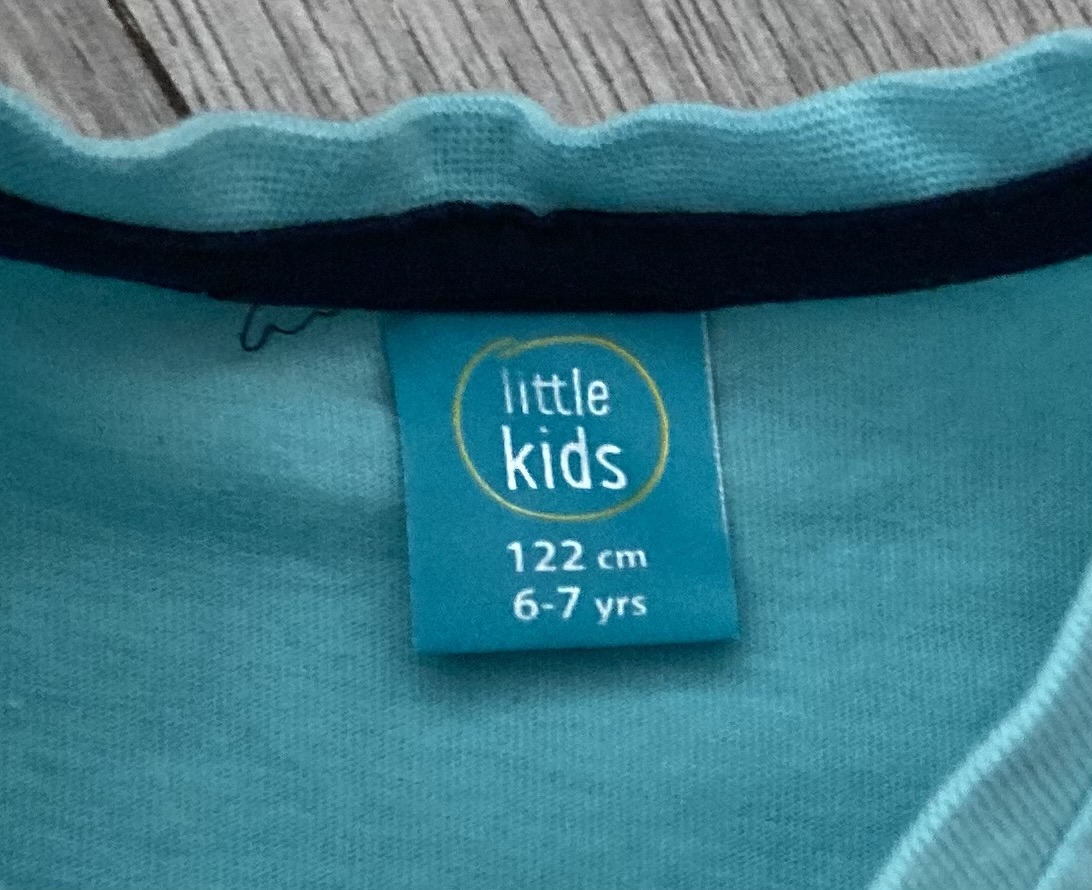 little
kids
122 cm
6-7 yrs